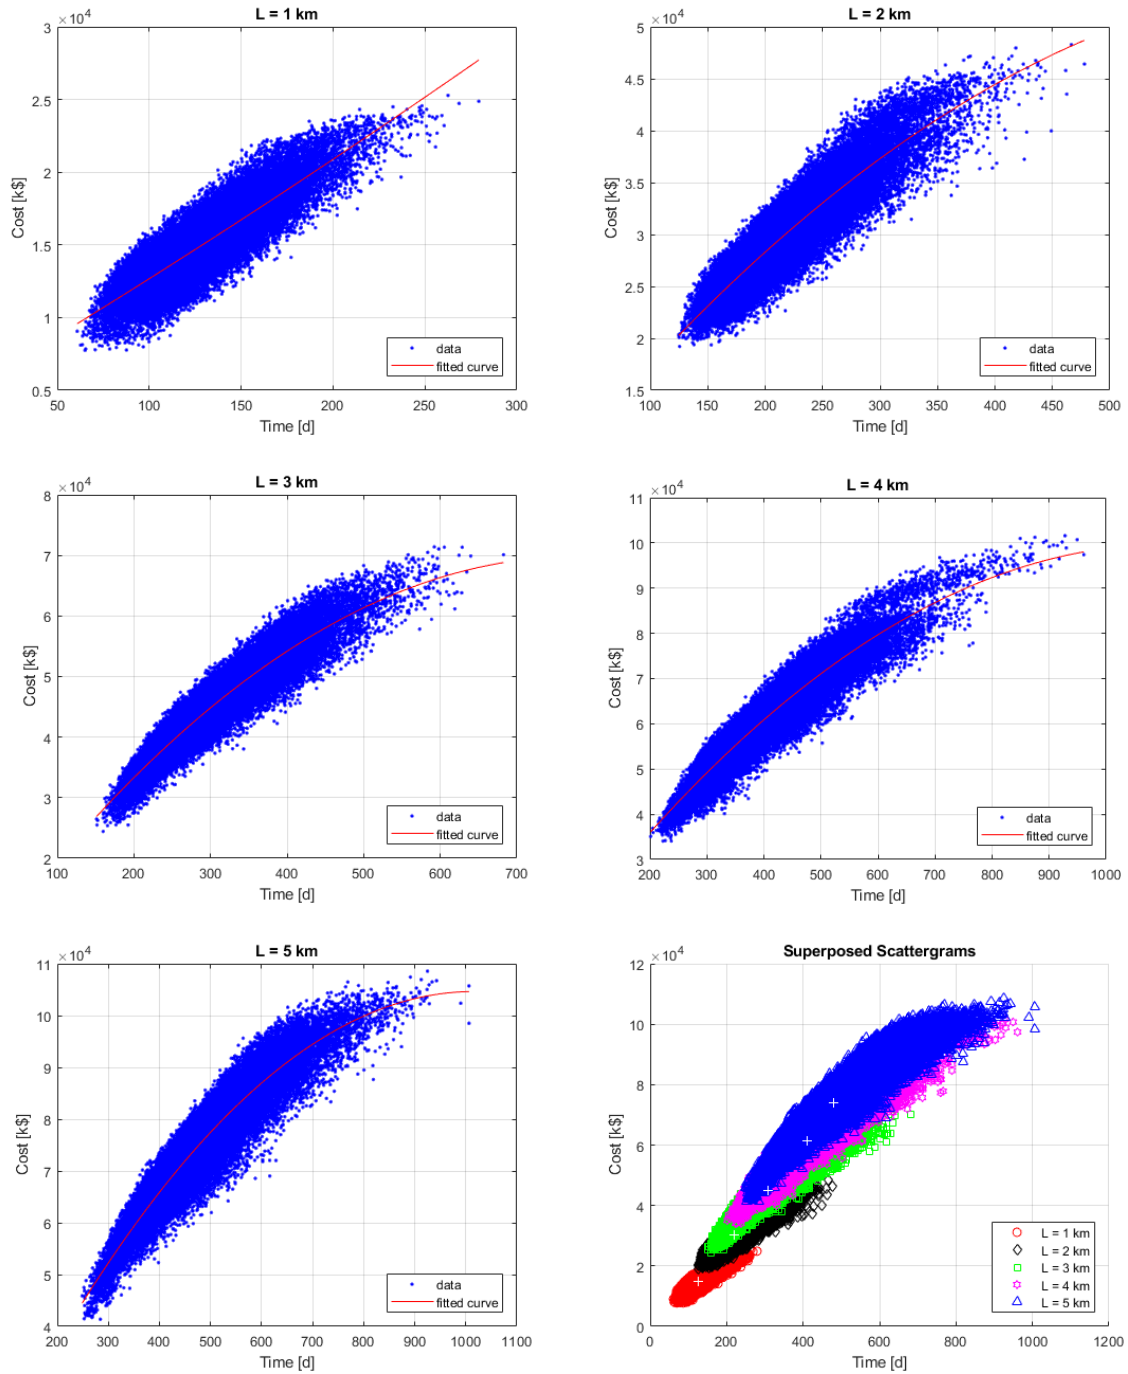 L = 1 km
×10⁴
3
2.5
2
1.5
1
0.5
Cost [k$]
50 100 150 200 250 300
Time [d]
data
fitted curve
L = 2 km
×10⁴
5
4.5
4
3.5
3
2.5
2
15
Cost [k$]
100 150 200 250 300 350 400 450 500
Time [d]
data
fitted curve
L = 3 km
×10⁴
8
7
6
5
4
3
2
Cost [k$]
100 200 300 400 500 600 700
Time [d]
data
fitted curve
L = 4 km
×10⁴
11
10
9
8
7
6
5
4
3
Cost [k$]
200 300 400 500 600 700 800 900 1000
Time [d]
data
fitted curve
L = 5 km
×10⁴
11
10
9
8
7
6
5
4
Cost [k$]
200 300 400 500 600 700 800 900 1000 1100
Time [d]
data
fitted curve
Superposed Scattergrams
×10⁴
12
10
8
6
4
2
0
Cost [k$]
0 200 400 600 800 1000 1200
Time [d]
L = 1 km
L = 2 km
L = 3 km
L = 4 km
L = 5 km